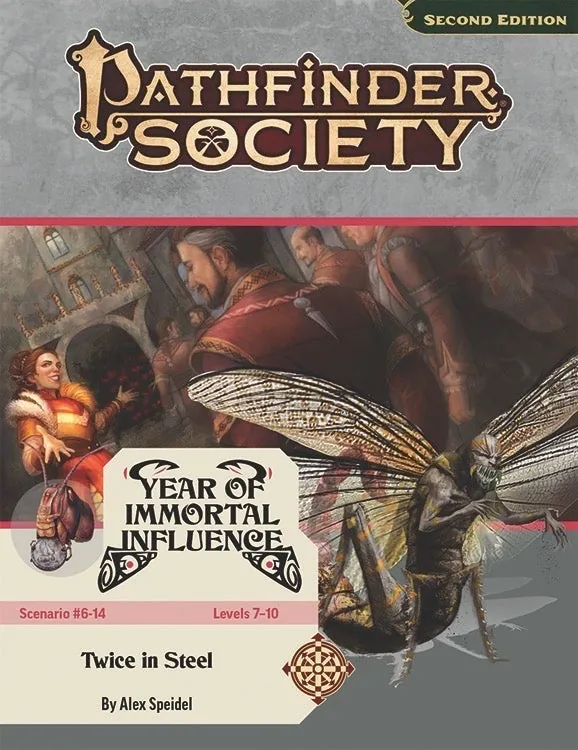 SECOND EDITION
PATHFINDER
SOCIETY
YEAR OF
IMMORTAL
INFLUENCE
Scenario #6-14 Levels 7–10
Twice in Steel
By Alex Speidel